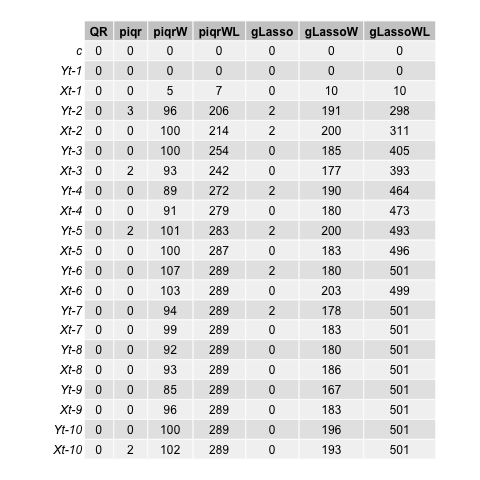 QR piqr piqrW piqrWL gLasso gLassoW gLassoWL
c 0 0 0 0 0 0 0
Yt-1 0 0 0 0 0 0 0
Xt-1 0 0 5 7 0 10 10
Yt-2 0 3 96 206 2 191 298
Xt-2 0 0 100 214 2 200 311
Yt-3 0 0 100 254 0 185 405
Xt-3 0 2 93 242 0 177 393
Yt-4 0 0 89 272 2 190 464
Xt-4 0 0 91 279 0 180 473
Yt-5 0 2 101 283 2 200 493
Xt-5 0 0 100 287 0 183 496
Yt-6 0 0 107 289 2 180 501
Xt-6 0 0 103 289 0 203 499
Yt-7 0 0 94 289 2 178 501
Xt-7 0 0 99 289 0 183 501
Yt-8 0 0 92 289 0 180 501
Xt-8 0 0 93 289 0 186 501
Yt-9 0 0 85 289 0 167 501
Xt-9 0 0 96 289 0 183 501
Yt-10 0 0 100 289 0 196 501
Xt-10 0 2 102 289 0 193 501